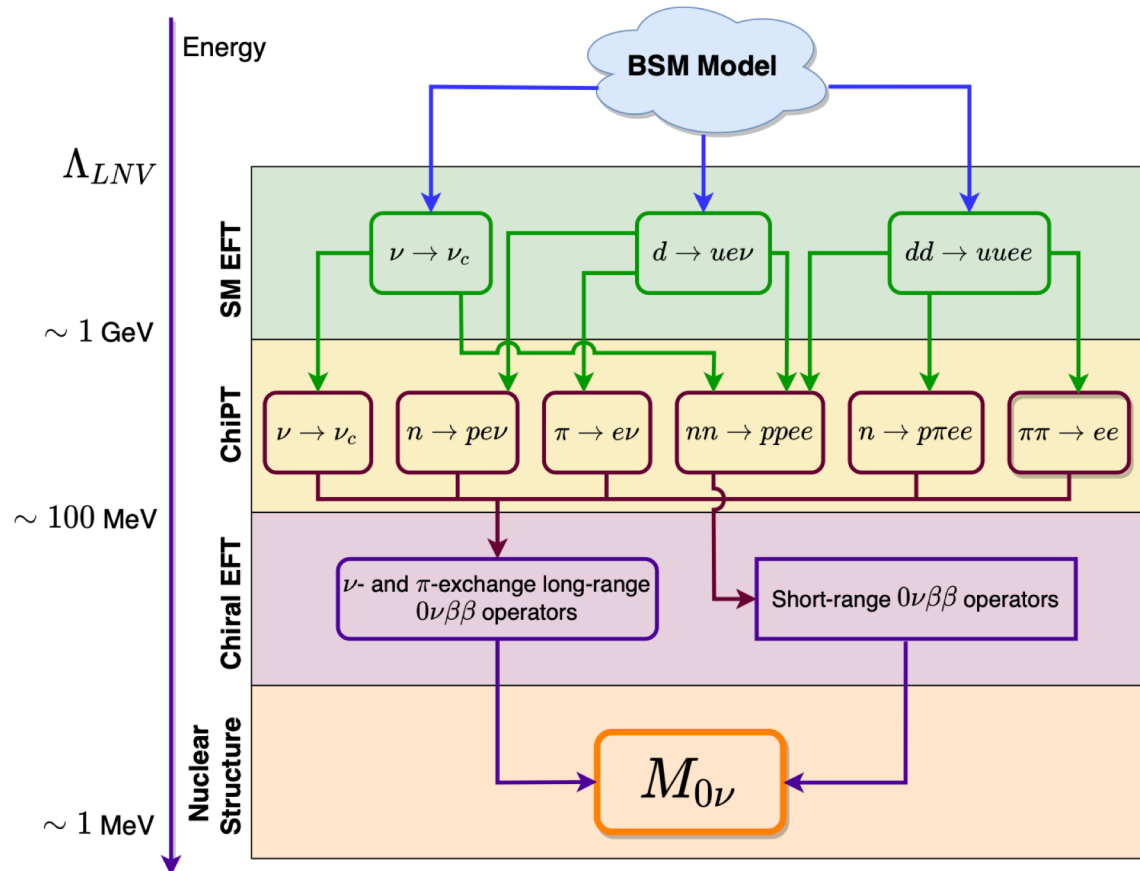 Energy
BSM Model
Λ_{LNV}
SM EFT
ν → ν_c
d → ueν
dd → uuee
∼ 1 GeV
ChiPT
ν → ν_c
n → peν
π → eν
nn → ppee
n → pπee
ππ → ee
∼ 100 MeV
Chiral EFT
ν- and π-exchange long-range
0νββ operators
Short-range 0νββ operators
Nuclear
Structure
M_{0ν}
∼ 1 MeV